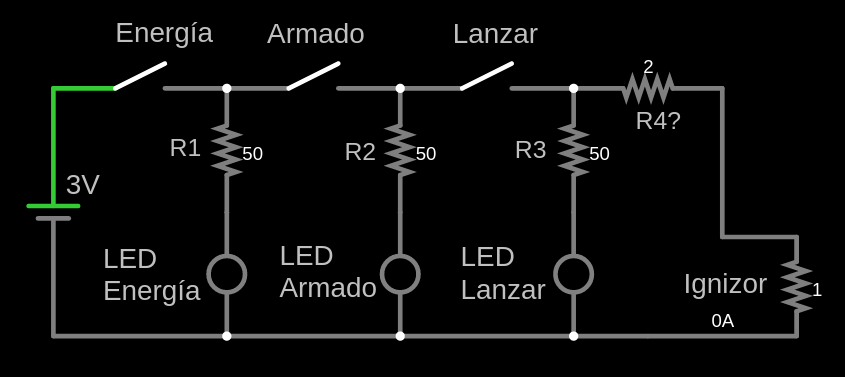 Energía
Armado
Lanzar
2
R4?
R1
50
R2
50
R3
50
3V
LED
Energía
LED
Armado
LED
Lanzar
Ignizor
1
0A